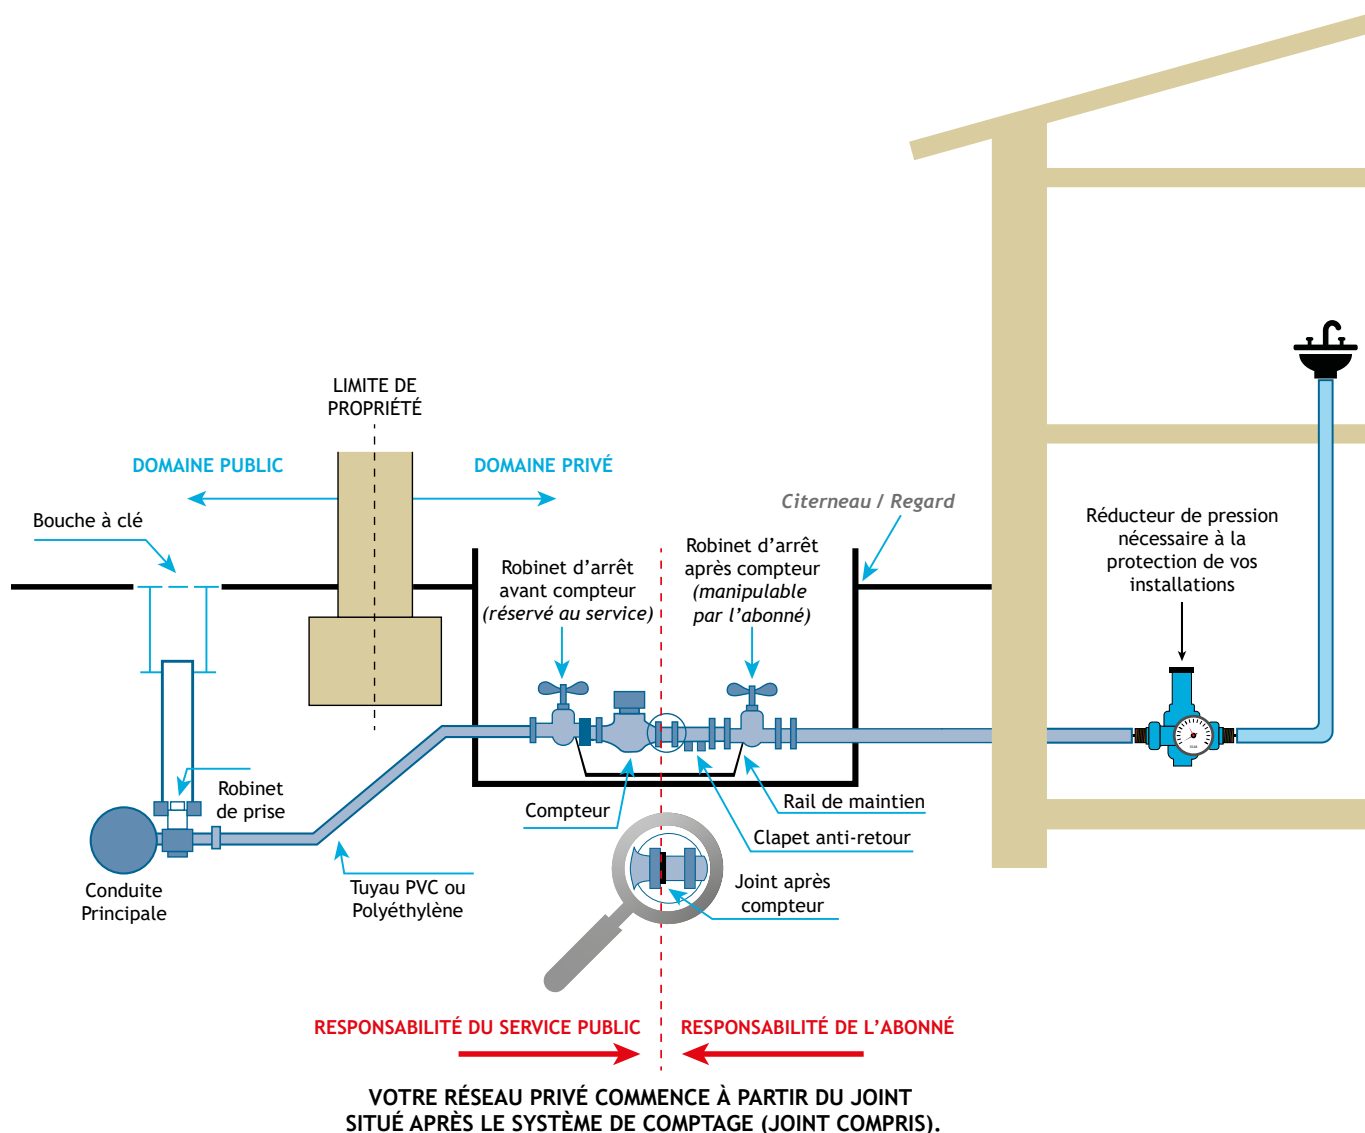 LIMITE DE
PROPRIÉTÉ
DOMAINE PUBLIC
DOMAINE PRIVÉ
Bouche à clé
Citerneau / Regard
Robinet d’arrêt
avant compteur
(réservé au service)
Robinet d’arrêt
après compteur
(manipulable
par l’abonné)
Réducteur de pression
nécessaire à la
protection de vos
installations
Robinet
de prise
Compteur
Rail de maintien
Clapet anti-retour
Conduite
Principale
Tuyau PVC ou
Polyéthylène
Joint après
compteur
RESPONSABILITÉ DU SERVICE PUBLIC
RESPONSABILITÉ DE L’ABONNÉ
VOTRE RÉSEAU PRIVÉ COMMENCE À PARTIR DU JOINT
SITUÉ APRÈS LE SYSTÈME DE COMPTAGE (JOINT COMPRIS).